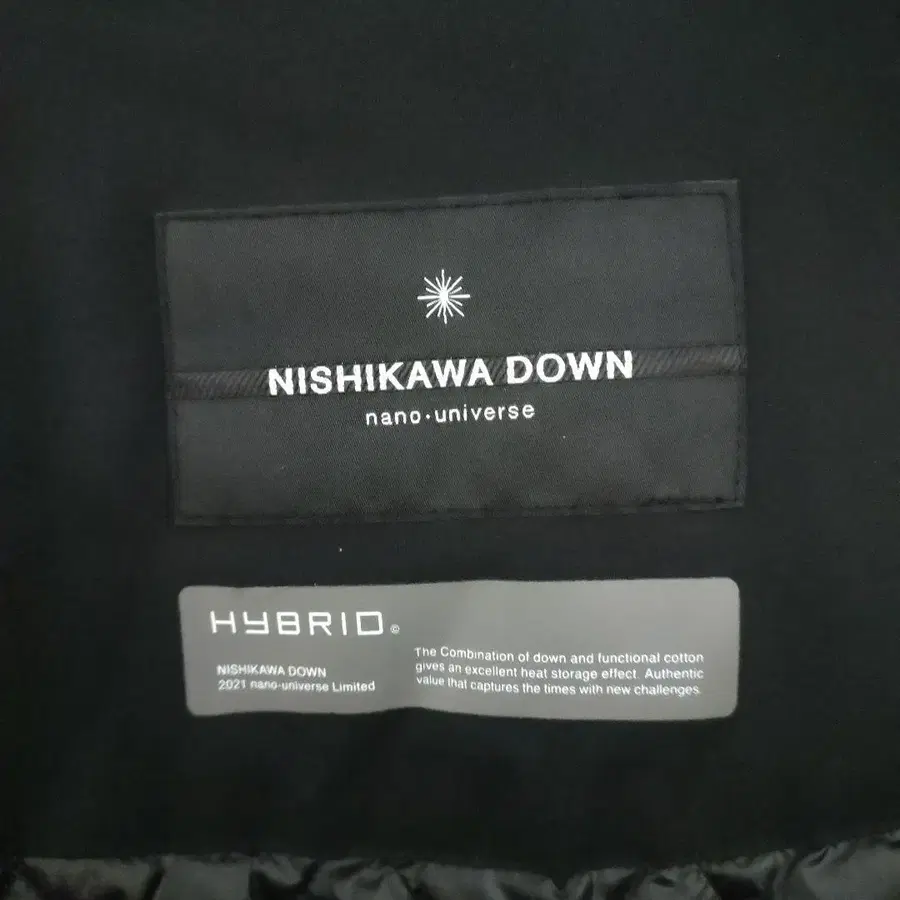 NISHIKAWA DOWN
nano·universe
HYBRID©
NISHIKAWA DOWN
2021 nano·universe Limited
The Combination of down and functional cotton
gives an excellent heat storage effect. Authentic
value that captures the times with new challenges.